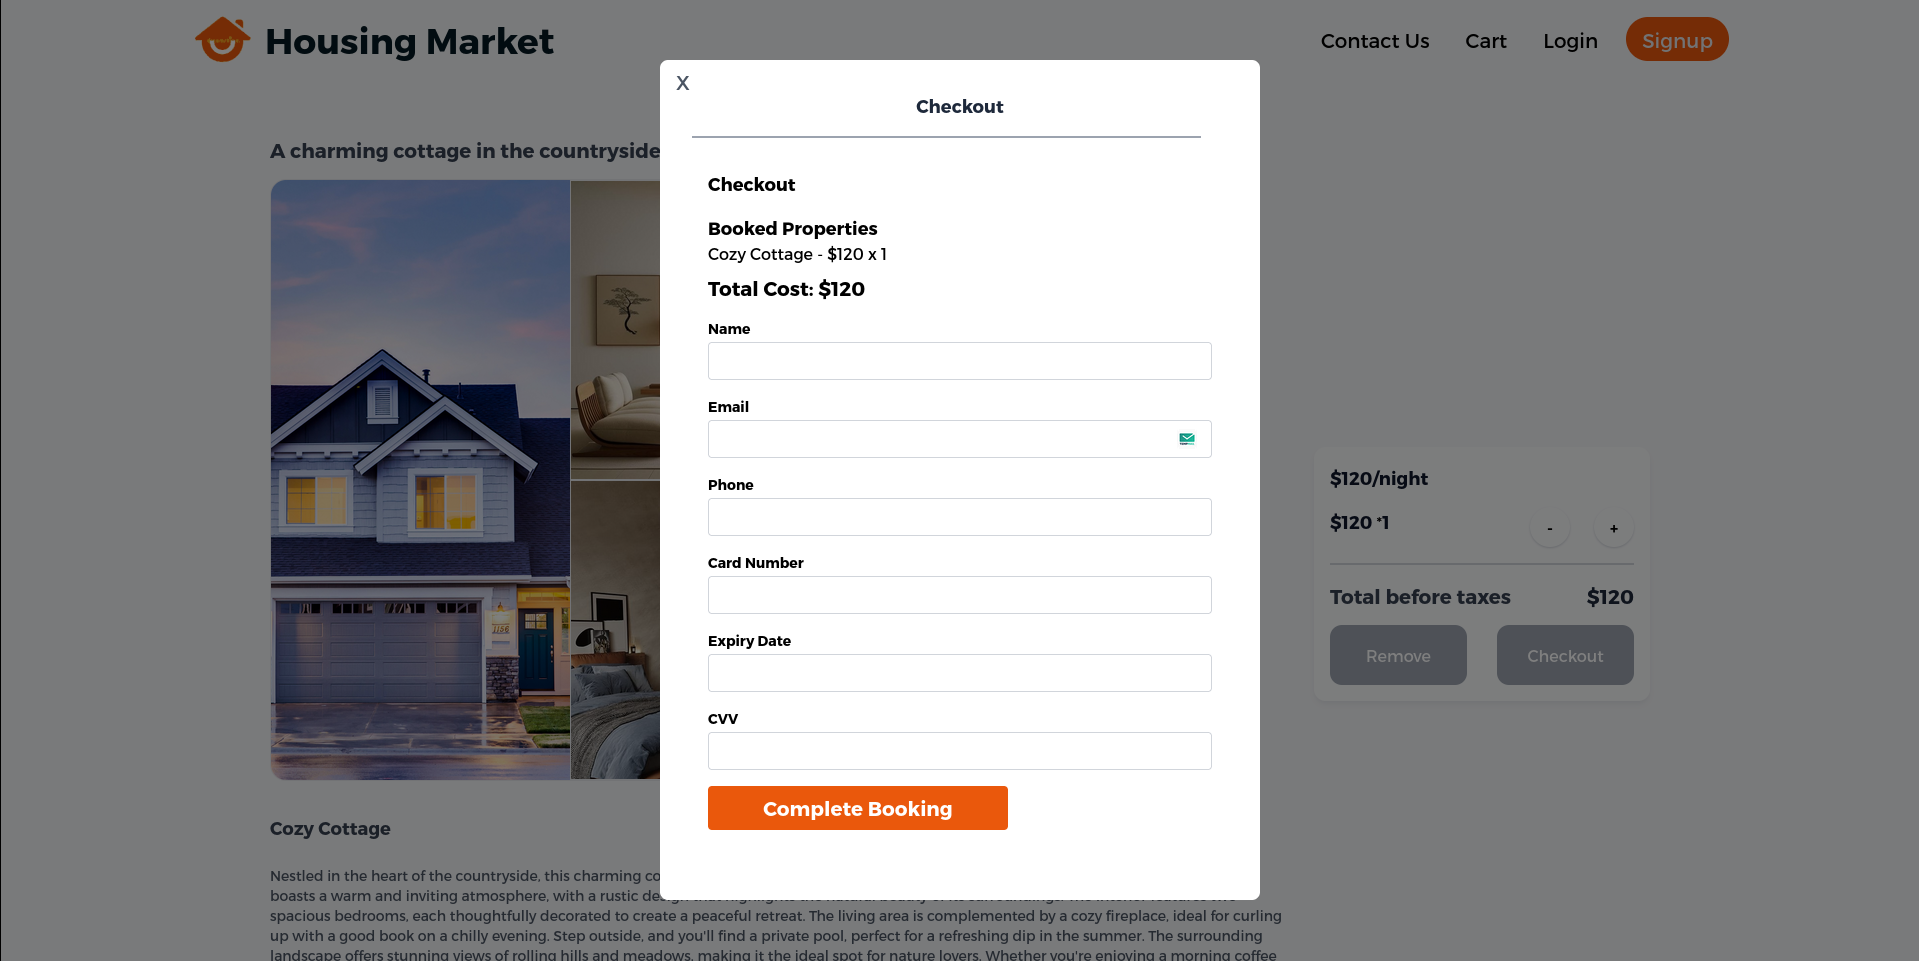 Housing Market
Contact Us
Cart
Login
Signup
X
Checkout
A charming cottage in the countryside
Checkout
Booked Properties
Cozy Cottage - $120 x 1
Total Cost: $120
Name
Email
Phone
Card Number
Expiry Date
CVV
Complete Booking
$120/night
$120 *1
-
+
Total before taxes
$120
Remove
Checkout
1156
Cozy Cottage
Nestled in the heart of the countryside, this charming co
boasts a warm and inviting atmosphere, with a rustic
spacious bedrooms, each thoughtfully decorated to create a peaceful retreat. The living area is complemented by a cozy fireplace, ideal for curling
up with a good book on a chilly evening. Step outside, and you'll find a private pool, perfect for a refreshing dip in the summer. The surrounding
landscape offers stunning views of rolling hills and meadows, making it the ideal spot for nature lovers. Whether you're enjoying a morning coffee